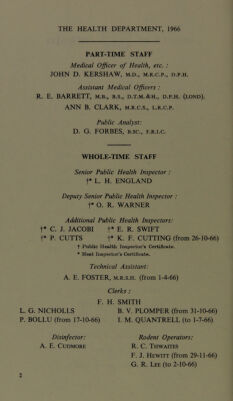 THE HEALTH DEPARTMENT, 1966
PART-TIME STAFF
Medical Officer of Health, etc. :
JOHN D. KERSHAW, M.D., M.R.C.P., D.P.H.
Assistant Medical Officers :
R. E. BARRETT, M.B., B.S., D.T.M.&H., D.P.H. (LOND).
ANN B. CLARK, M.R.C.S., L.R.C.P.
Public Analyst:
D. G. FORBES, B.SC., F.R.I.C.
WHOLE-TIME STAFF
Senior Public Health Inspector :
†* L. H. ENGLAND
Deputy Senior Public Health Inspector :
†* O. R. WARNER
Additional Public Health Inspectors:
†* C. J. JACOBI †* E. R. SWIFT
†* P. CUTTS †* K. F. CUTTING (from 26-10-66)
† Public Health Inspector's Certificate.
* Meat Inspector's Certificate.
Technical Assistant:
A. E. FOSTER, M.R.S.H. (from 1-4-66)
Clerks :
F. H. SMITH
L. G. NICHOLLS B. V. PLOMPER (from 31-10-66)
P. BOLLU (from 17-10-66) I. M. QUANTRELL (to 1-7-66)
Disinfector: Rodent Operators:
A. E. CUDMORE R. C. THWAITES
F. J. HEWITT (from 29-11-66)
G. R. LEE (to 2-10-66)
2